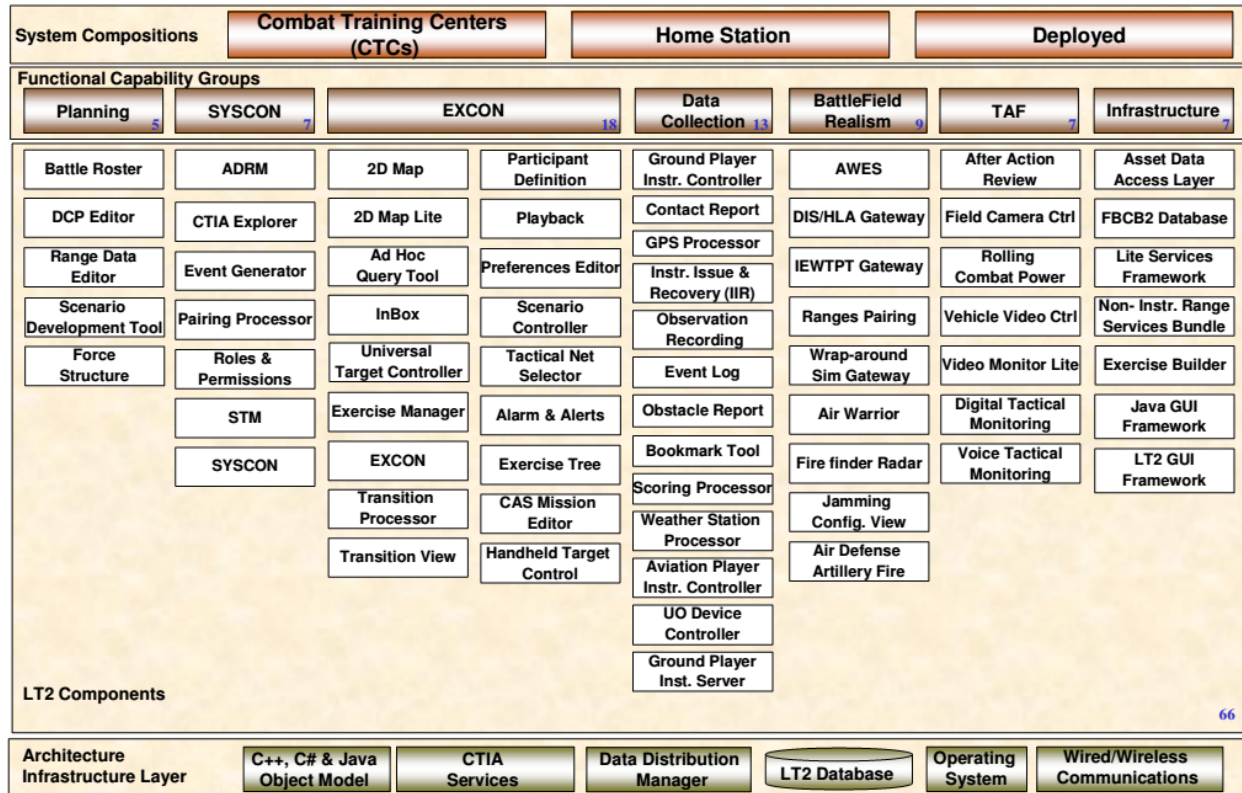 System Compositions
Combat Training Centers
(CTCs)
Home Station
Deployed
Functional Capability Groups
Planning 5
SYSCON 7
EXCON 18
Data
Collection 13
BattleField
Realism 9
TAF 7
Infrastructure 7
Battle Roster
DCP Editor
Range Data
Editor
Scenario
Development Tool
Force
Structure
ADRM
CTIA Explorer
Event Generator
Pairing Processor
Roles &
Permissions
STM
SYSCON
2D Map
2D Map Lite
Ad Hoc
Query Tool
InBox
Universal
Target Controller
Exercise Manager
EXCON
Transition
Processor
Transition View
Participant
Definition
Playback
Preferences Editor
Scenario
Controller
Tactical Net
Selector
Alarm & Alerts
Exercise Tree
CAS Mission
Editor
Handheld Target
Control
Ground Player
Instr. Controller
Contact Report
GPS Processor
Instr. Issue &
Recovery (IIR)
Observation
Recording
Event Log
Obstacle Report
Bookmark Tool
Scoring Processor
Weather Station
Processor
Aviation Player
Instr. Controller
UO Device
Controller
Ground Player
Inst. Server
AWES
DIS/HLA Gateway
IEWTPT Gateway
Ranges Pairing
Wrap-around
Sim Gateway
Air Warrior
Fire finder Radar
Jamming
Config. View
Air Defense
Artillery Fire
After Action
Review
Field Camera Ctrl
Rolling
Combat Power
Vehicle Video Ctrl
Video Monitor Lite
Digital Tactical
Monitoring
Voice Tactical
Monitoring
Asset Data
Access Layer
FBCB2 Database
Lite Services
Framework
Non- Instr. Range
Services Bundle
Exercise Builder
Java GUI
Framework
LT2 GUI
Framework
LT2 Components
66
Architecture
Infrastructure Layer
C++, C# & Java
Object Model
CTIA
Services
Data Distribution
Manager
LT2 Database
Operating
System
Wired/Wireless
Communications